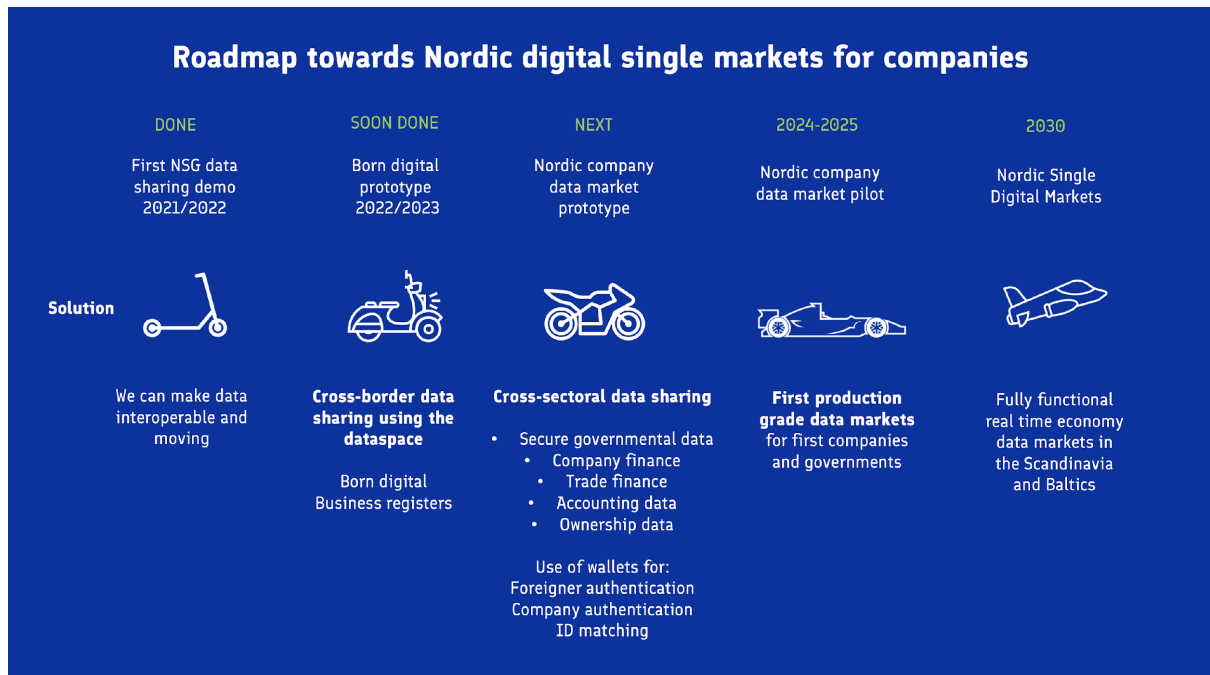 Roadmap towards Nordic digital single markets for companies
DONE
First NSG data
sharing demo
2021/2022
SOON DONE
Born digital
prototype
2022/2023
NEXT
Nordic company
data market
prototype
2024-2025
Nordic company
data market pilot
2030
Nordic Single
Digital Markets
Solution
We can make data
interoperable and
moving
Cross-border data
sharing using the
dataspace
Born digital
Business registers
Cross-sectoral data sharing
• Secure governmental data
• Company finance
• Trade finance
• Accounting data
• Ownership data
Use of wallets for:
Foreigner authentication
Company authentication
ID matching
First production
grade data markets
for first companies
and governments
Fully functional
real time economy
data markets in
the Scandinavia
and Baltics